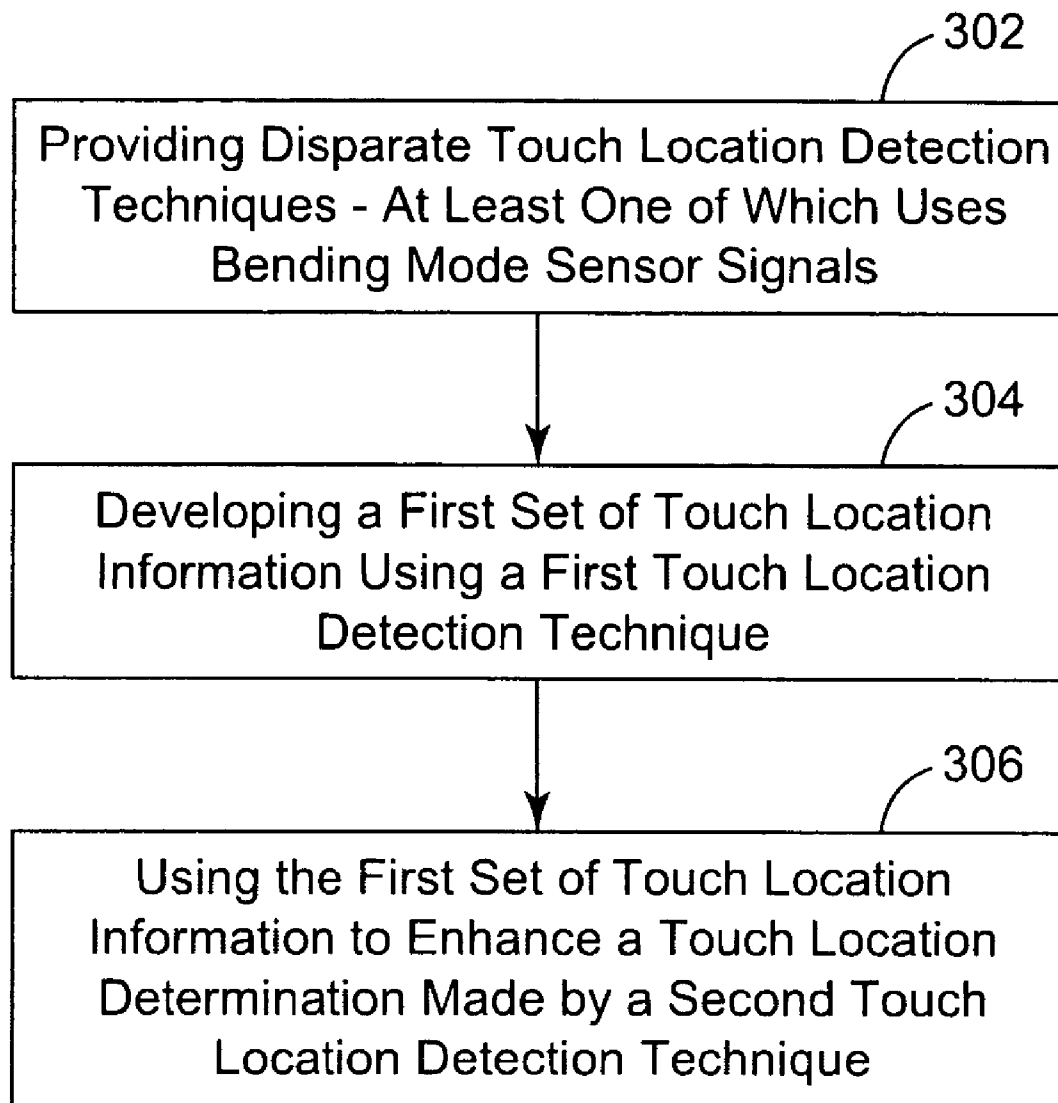 302
Providing Disparate Touch Location Detection
Techniques - At Least One of Which Uses
Bending Mode Sensor Signals
304
Developing a First Set of Touch Location
Information Using a First Touch Location
Detection Technique
306
Using the First Set of Touch Location
Information to Enhance a Touch Location
Determination Made by a Second Touch
Location Detection Technique